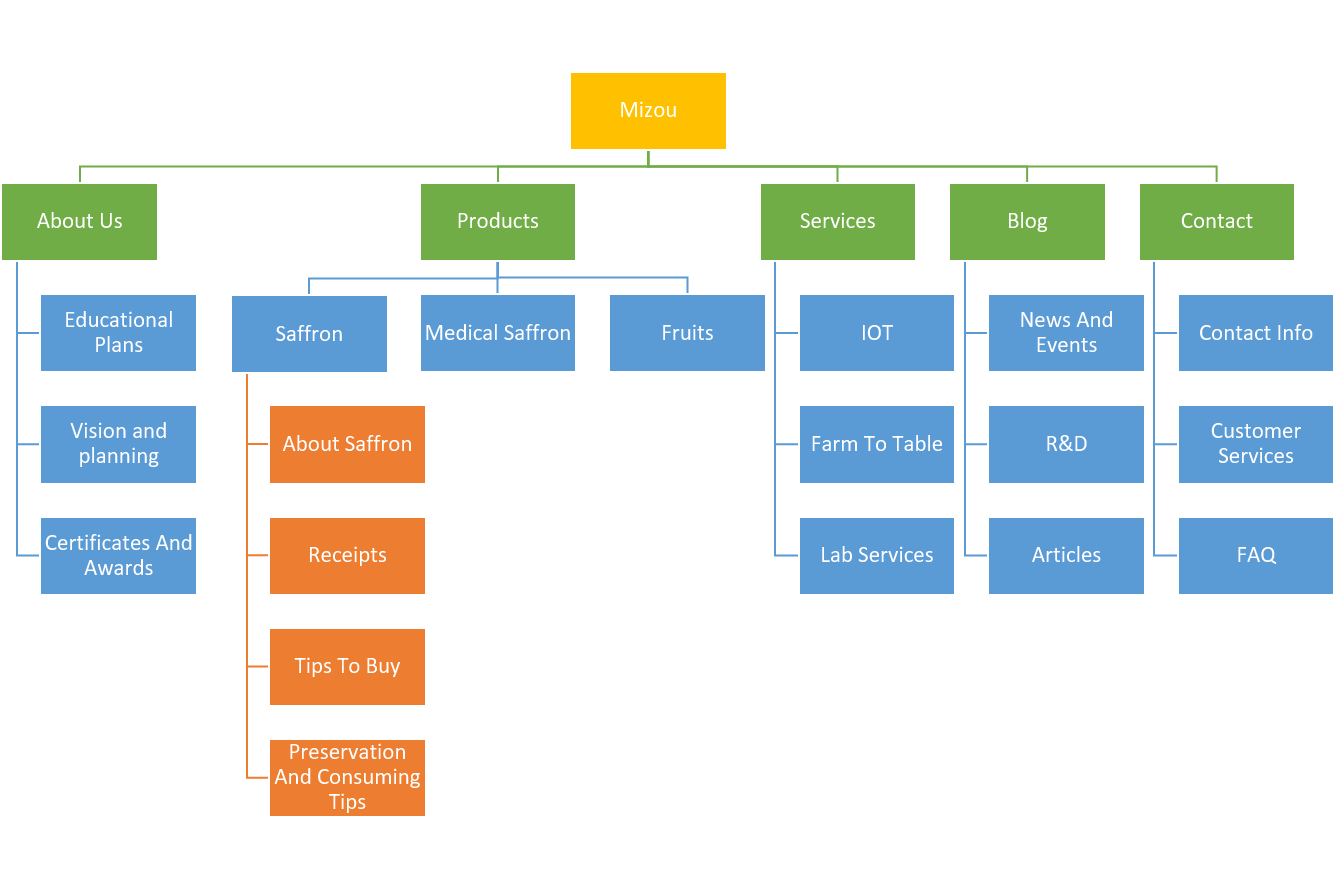 Mizou
About Us
Products
Services
Blog
Contact
Educational
Plans
Vision and
planning
Certificates And
Awards
Saffron
Medical Saffron
Fruits
About Saffron
Receipts
Tips To Buy
Preservation
And Consuming
Tips
IOT
Farm To Table
Lab Services
News And
Events
R&D
Articles
Contact Info
Customer
Services
FAQ